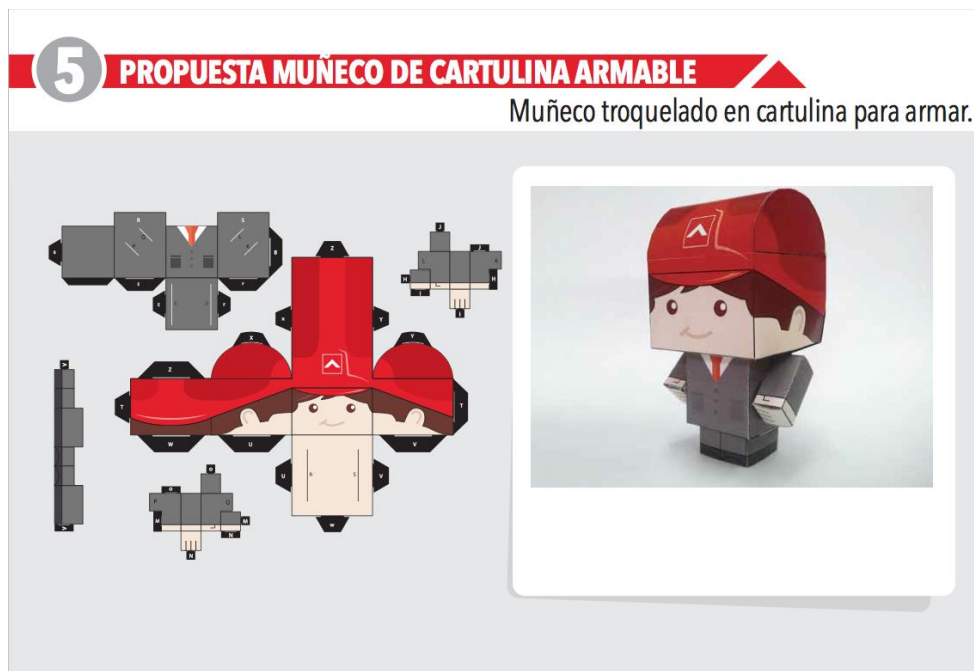 5 PROPUESTA MUÑECO DE CARTULINA ARMABLE
Muñeco troquelado en cartulina para armar.
Z
K
Y
X
Y
Z
T
T
W
U
V
U
R
S
V
W
J
J
L
K
H
H
I
I
R
S
B
E
F
E
F
C
D
A
A
O
O
P
Q
M
M
N
N